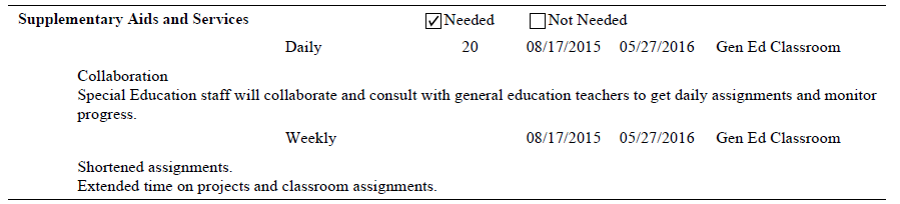 Supplementary Aids and Services ☑Needed ☐Not Needed
Daily 20 08/17/2015 05/27/2016 Gen Ed Classroom
Collaboration
Special Education staff will collaborate and consult with general education teachers to get daily assignments and monitor
progress.
Weekly 08/17/2015 05/27/2016 Gen Ed Classroom
Shortened assignments.
Extended time on projects and classroom assignments.